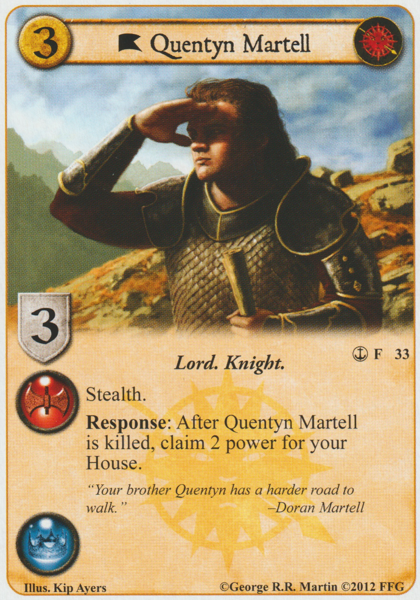 3 Quentyn Martell
3
Lord. Knight.
F 33
Stealth.
Response: After Quentyn Martell
is killed, claim 2 power for your
House.
“Your brother Quentyn has a harder road to
walk.” –Doran Martell
Illus. Kip Ayers ©George R.R. Martin ©2012 FFG